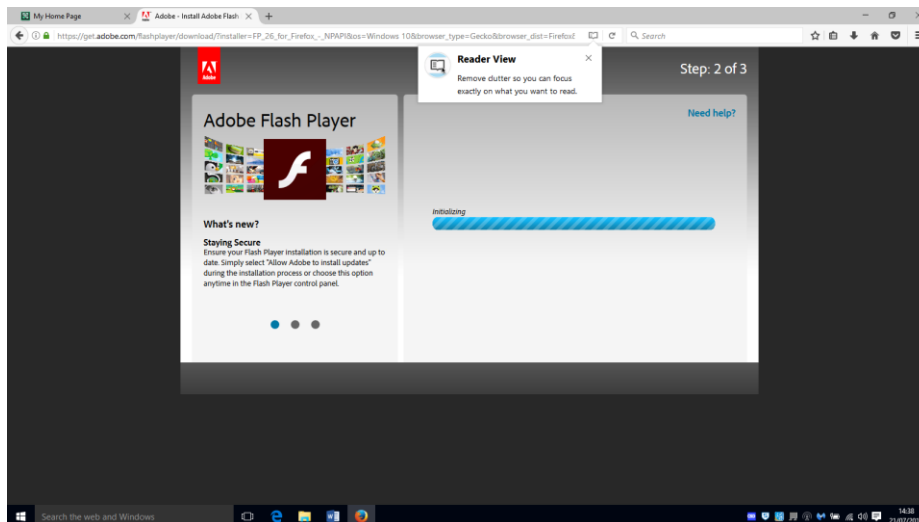 My Home Page
Adobe - Install Adobe Flash
https://get.adobe.com/flashplayer/download/?installer=FP_26_for_Firefox_-_NPAPI&os=Windows 10&browser_type=Gecko&browser_dist=Firefox&
Search
Reader View
Remove clutter so you can focus
exactly on what you want to read.
Adobe
Step: 2 of 3
Need help?
Adobe Flash Player
Initializing
What's new?
Staying Secure
Ensure your Flash Player installation is secure and up to
date. Simply select "Allow Adobe to install updates"
during the installation process or choose this option
anytime in the Flash Player control panel.
Search the web and Windows
14:38